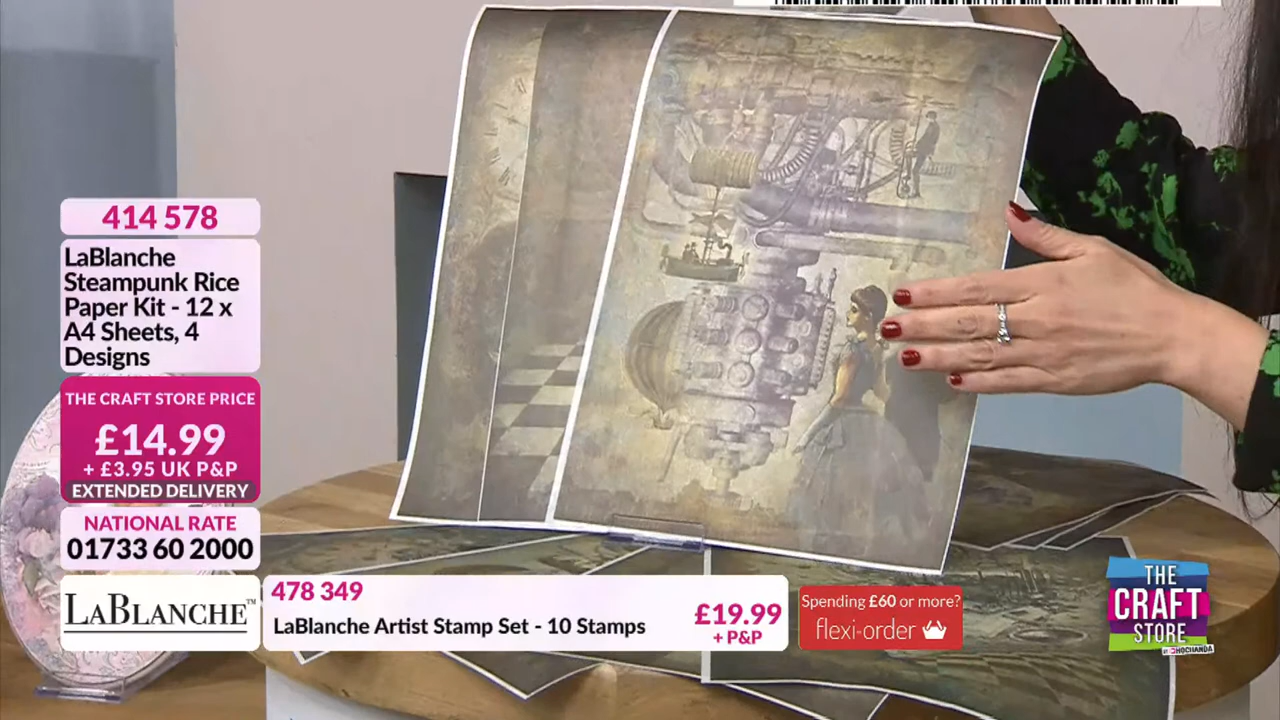 414 578
LaBlanche
Steampunk Rice
Paper Kit - 12 x
A4 Sheets, 4
Designs
THE CRAFT STORE PRICE
£14.99
+ £3.95 UK P&P
EXTENDED DELIVERY
NATIONAL RATE
01733 60 2000
LABLANCHE™
478 349
LaBlanche Artist Stamp Set - 10 Stamps
£19.99
+ P&P
Spending £60 or more?
flexi-order
THE
CRAFT
STORE
HOCHANDA